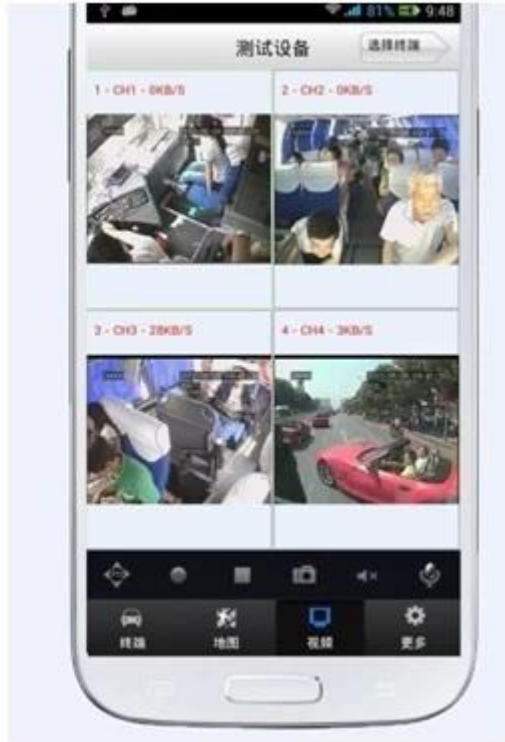 81% 9:48
测试设备 选择终端
1 - CH1 - 0KB/S
2 - CH2 - 0KB/S
3 - CH3 - 28KB/S
4 - CH4 - 3KB/S
终端 地图 视频 更多